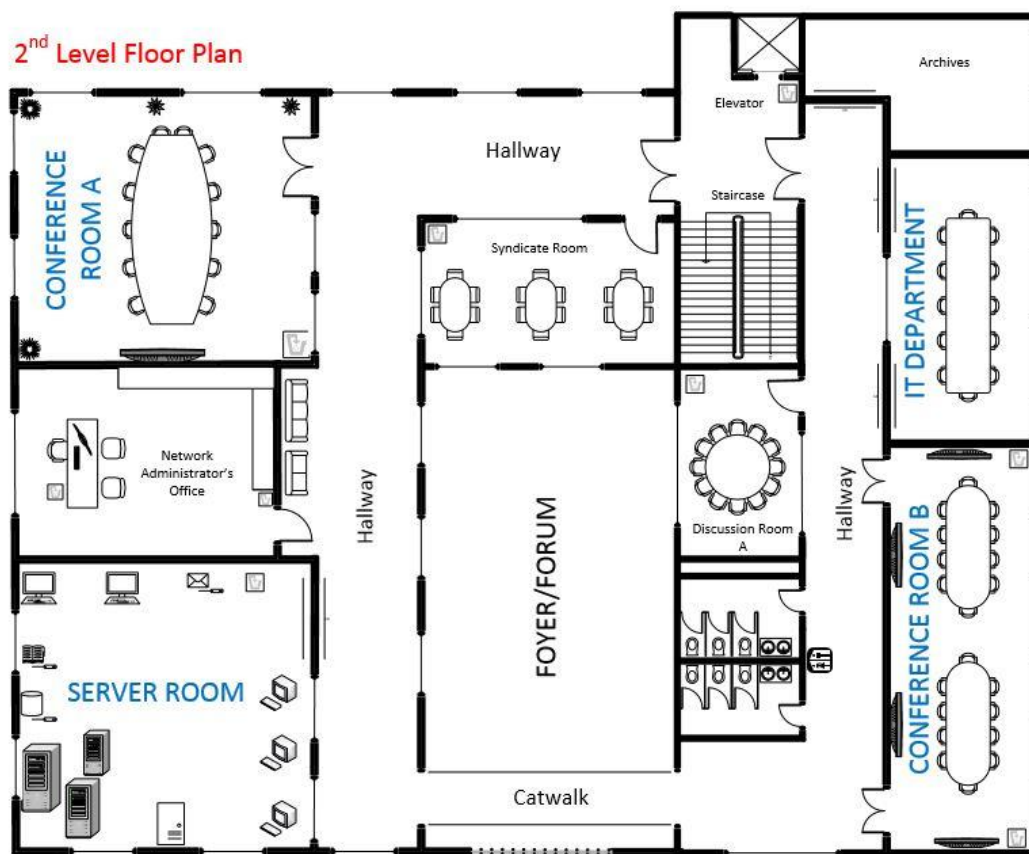 2nd Level Floor Plan
Archives
Elevator
Hallway
CONFERENCE
ROOM A
Staircase
Syndicate Room
IT DEPARTMENT
Network
Administrator's
Office
Hallway
FOYER/FORUM
Discussion Room
A
Hallway
CONFERENCE ROOM B
SERVER ROOM
Catwalk